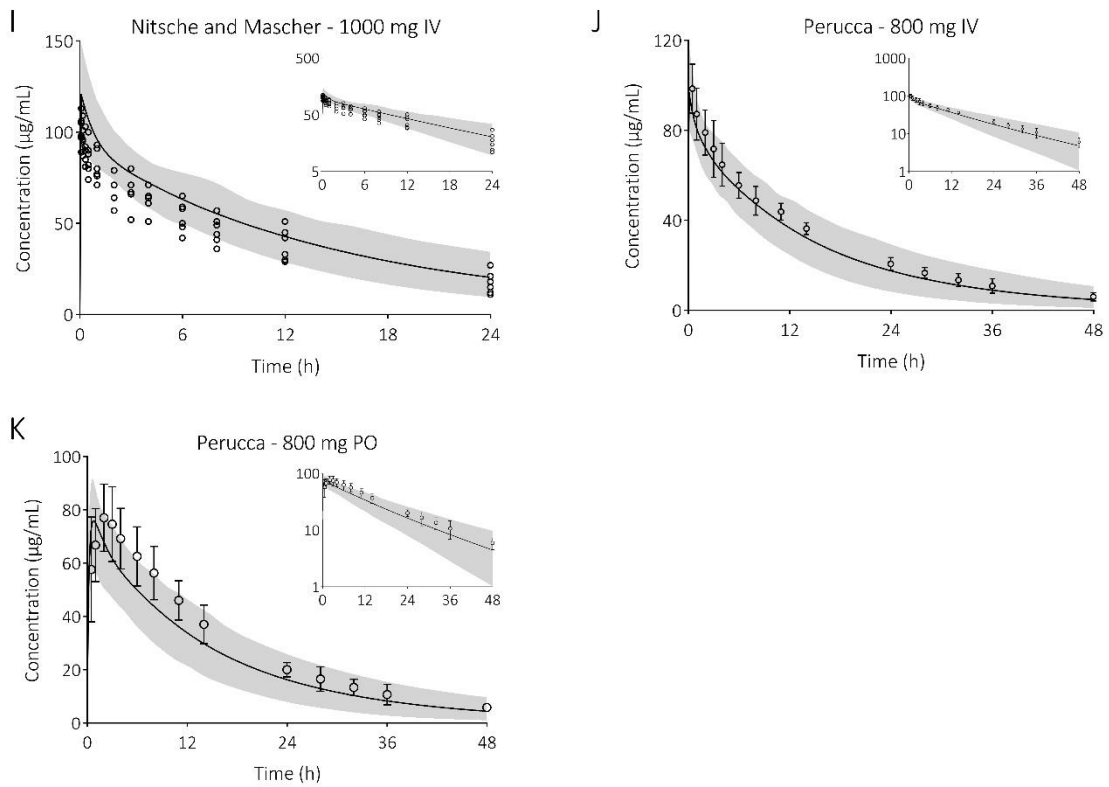 I
Nitsche and Mascher - 1000 mg IV
150
100
50
0
Concentration (µg/mL)
0 6 12 18 24
Time (h)
500
50
5
0 6 12 18 24
J
Perucca - 800 mg IV
120
80
40
0
Concentration (µg/mL)
0 12 24 36 48
Time (h)
1000
100
10
1
0 12 24 36 48
K
Perucca - 800 mg PO
100
80
60
40
20
0
Concentration (µg/mL)
0 12 24 36 48
Time (h)
100
10
1
0 12 24 36 48